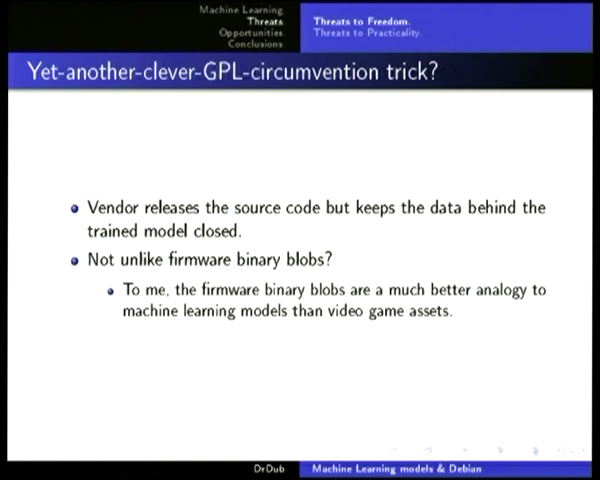 Machine Learning
Threats
Opportunities
Conclusions
Threats to Freedom.
Threats to Practicality.
Yet-another-clever-GPL-circumvention trick?
Vendor releases the source code but keeps the data behind the
trained model closed.
Not unlike firmware binary blobs?
To me, the firmware binary blobs are a much better analogy to
machine learning models than video game assets.
DrDub
Machine Learning models & Debian